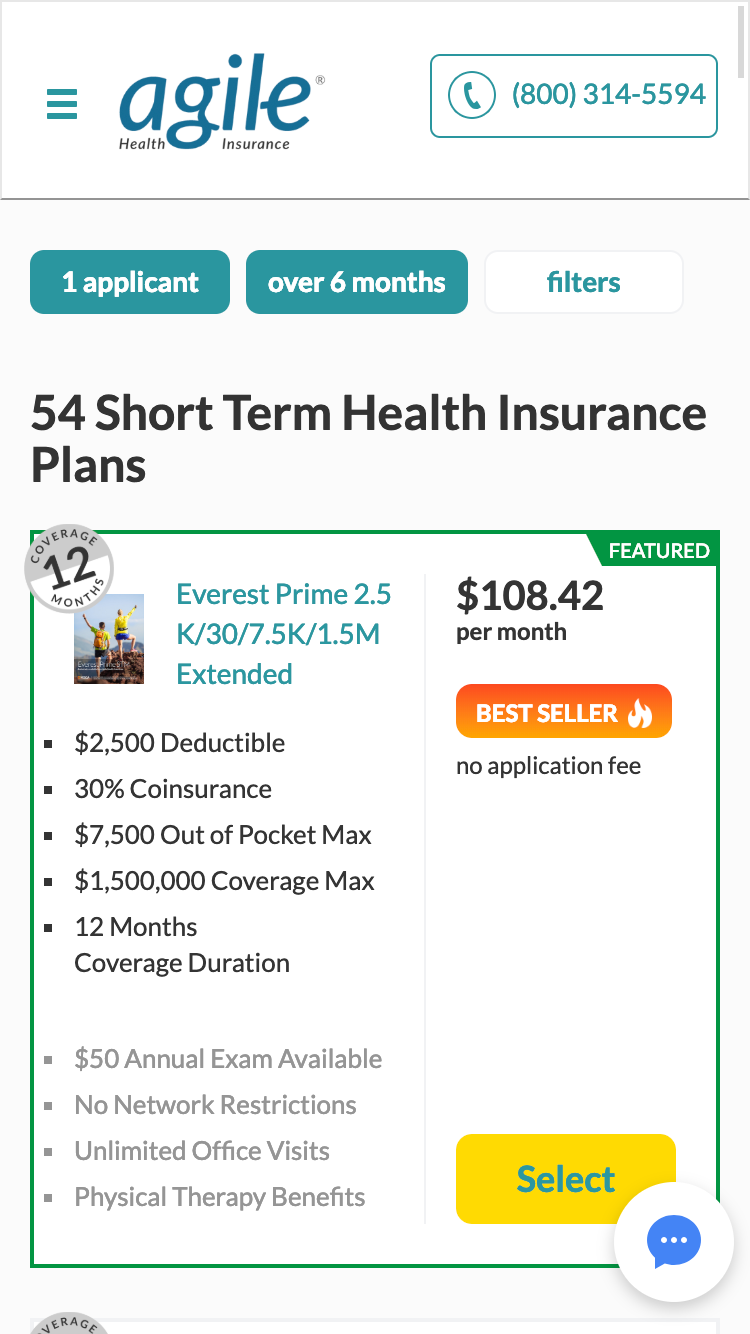 agile®
Health Insurance
(800) 314-5594
1 applicant
over 6 months
filters
54 Short Term Health Insurance
Plans
COVERAGE
12
MONTHS
FEATURED
Everest Prime 2.5
K/30/7.5K/1.5M
Extended
$2,500 Deductible
30% Coinsurance
$7,500 Out of Pocket Max
$1,500,000 Coverage Max
12 Months
Coverage Duration
$50 Annual Exam Available
No Network Restrictions
Unlimited Office Visits
Physical Therapy Benefits
$108.42
per month
BEST SELLER
no application fee
Select